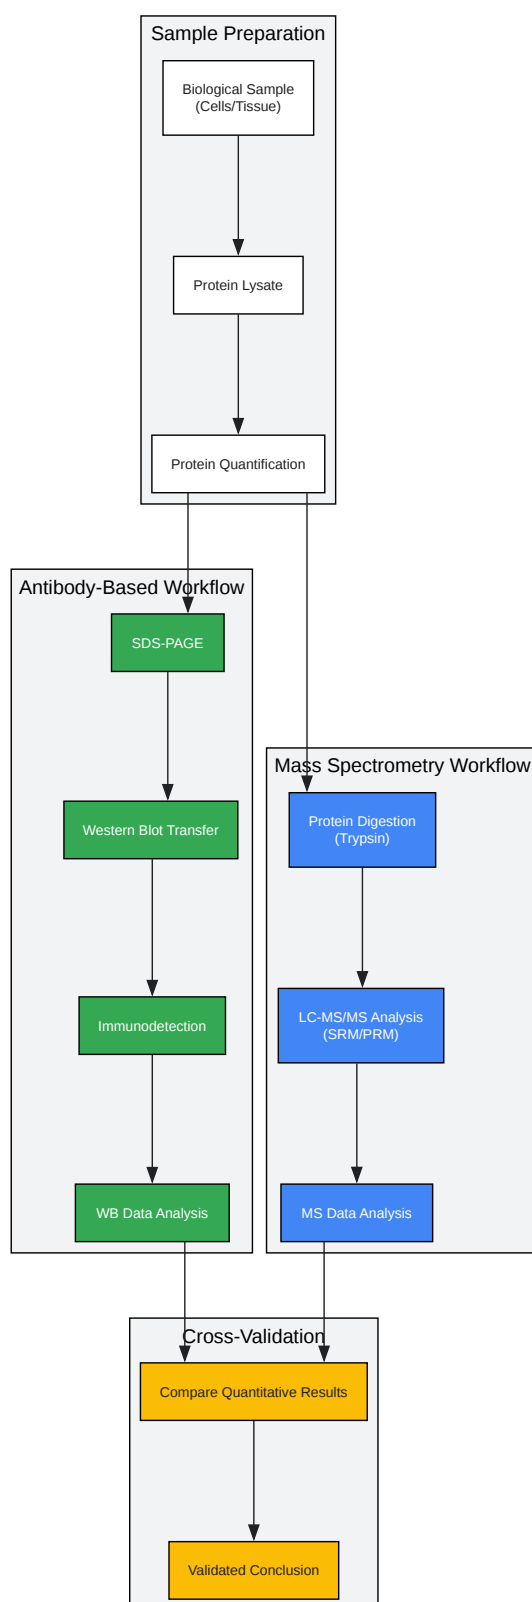 Sample Preparation
Biological Sample
(Cells/Tissue)
Protein Lysate
Protein Quantification
Antibody-Based Workflow
SDS-PAGE
Western Blot Transfer
Immunodetection
WB Data Analysis
Mass Spectrometry Workflow
Protein Digestion
(Trypsin)
LC-MS/MS Analysis
(SRM/PRM)
MS Data Analysis
Cross-Validation
Compare Quantitative Results
Validated Conclusion